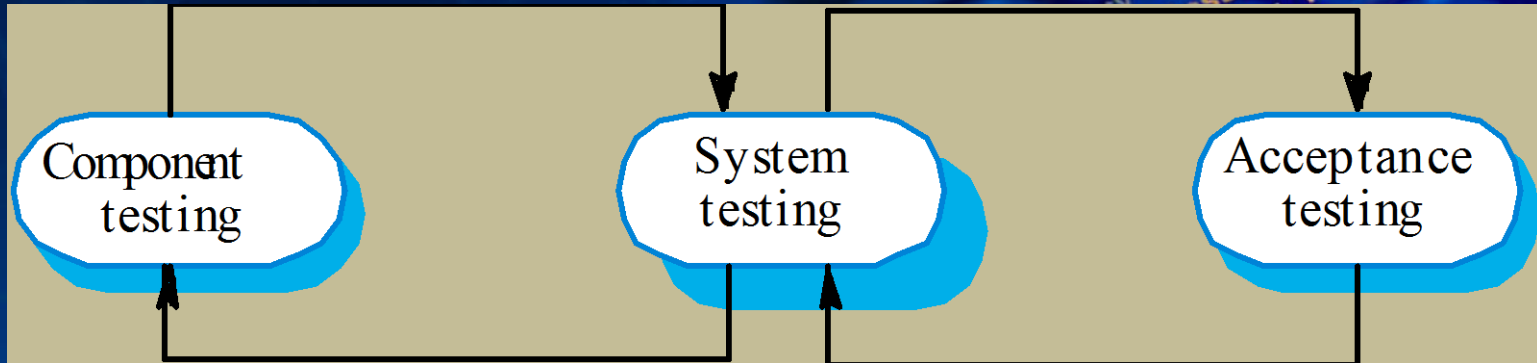 Component
testing
System
testing
Acceptance
testing